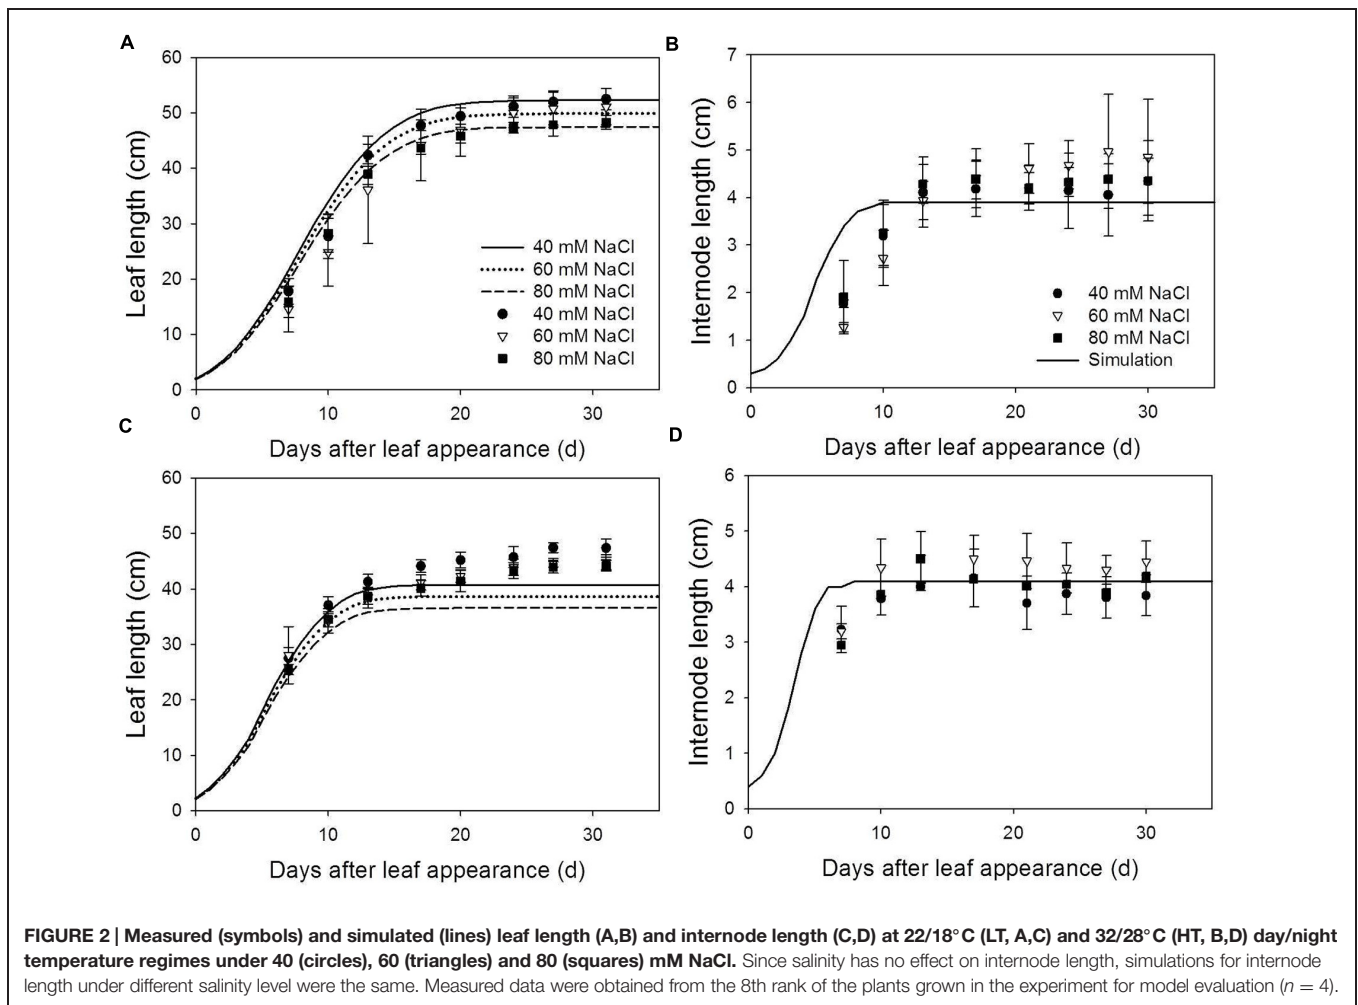 A
60
50
40
30
20
10
0
Leaf length (cm)
40 mM NaCl
60 mM NaCl
80 mM NaCl
40 mM NaCl
60 mM NaCl
80 mM NaCl
0 10 20 30
Days after leaf appearance (d)
B
7
6
5
4
3
2
1
0
Internode length (cm)
40 mM NaCl
60 mM NaCl
80 mM NaCl
Simulation
0 10 20 30
Days after leaf appearance (d)
C
60
50
40
30
20
10
0
Leaf length (cm)
0 10 20 30
Days after leaf appearance (d)
D
6
5
4
3
2
1
0
Internode length (cm)
0 10 20 30
Days after leaf appearance (d)
FIGURE 2 | Measured (symbols) and simulated (lines) leaf length (A,B) and internode length (C,D) at 22/18°C (LT, A,C) and 32/28°C (HT, B,D) day/night
temperature regimes under 40 (circles), 60 (triangles) and 80 (squares) mM NaCl. Since salinity has no effect on internode length, simulations for internode
length under different salinity level were the same. Measured data were obtained from the 8th rank of the plants grown in the experiment for model evaluation (n = 4).